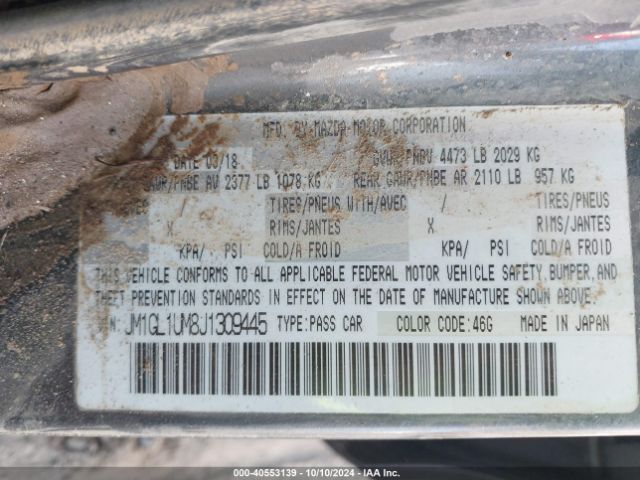 MFD. BY MAZDA MOTOR CORPORATION
DATE 03/18 GVWR/PNBV 4473 LB 2029 KG
GAWR/PNBE AV 2377 LB 1078 KG REAR GAWR/PNBE AR 2110 LB 957 KG
/ TIRES/PNEUS WITH/AVEC / TIRES/PNEUS
X RIMS/JANTES X RIMS/JANTES
KPA/ PSI COLD/A FROID KPA/ PSI COLD/A FROID
THIS VEHICLE CONFORMS TO ALL APPLICABLE FEDERAL MOTOR VEHICLE SAFETY, BUMPER, AND
THEFT PREVENTION STANDARDS IN EFFECT ON THE DATE OF MANUFACTURE SHOWN ABOVE.
VIN: JM1GL1UM8J1309445 TYPE: PASS CAR COLOR CODE: 46G MADE IN JAPAN
000-40553139 - 10/10/2024 - IAA Inc.